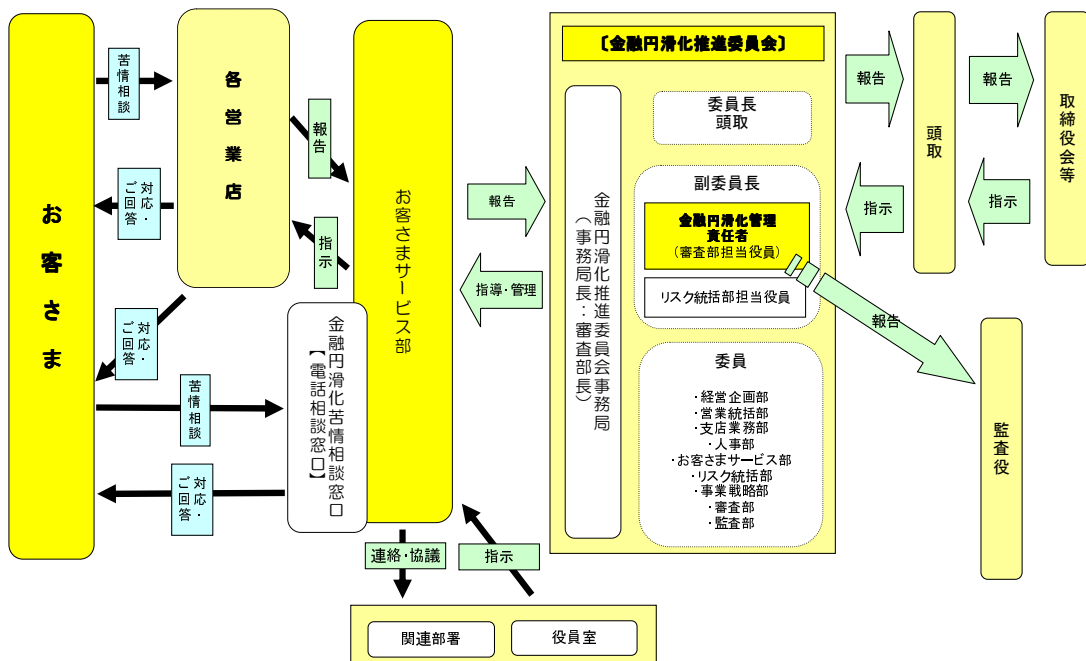 お客さま
苦情相談
対応・
ご回答
対応・
ご回答
苦情相談
対応・
ご回答
各営業店
報告
指示
お客さまサービス部
金融円滑化苦情相談窓口
【電話相談窓口】
連絡・協議
指示
関連部署
役員室
報告
指導・管理
〔金融円滑化推進委員会〕
金融円滑化推進委員会事務局
（事務局長：審査部長）
委員長
頭取
副委員長
金融円滑化管理
責任者
（審査部担当役員）
リスク統括部担当役員
委員
・経営企画部
・営業統括部
・支店業務部
・人事部
・お客さまサービス部
・リスク統括部
・事業戦略部
・審査部
・監査部
報告
指示
頭取
報告
指示
取締役会等
報告
監査役